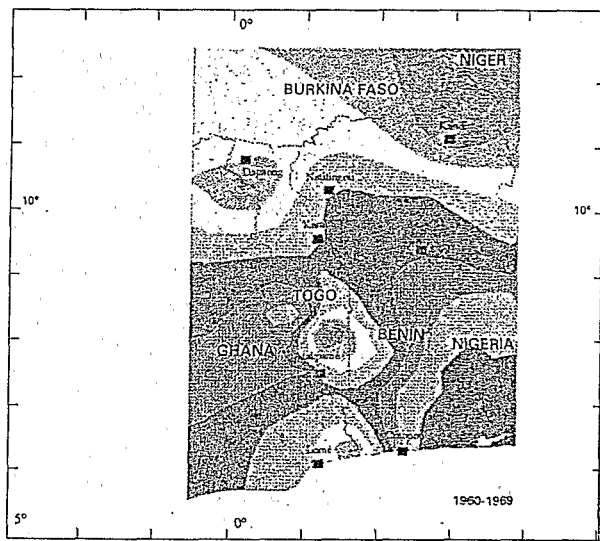 0°
NIGER
BURKINA FASO
Dapaong
10°
10°
TOGO
BENIN
GHANA
NIGERIA
Lomé
1960-1969
5°
0°